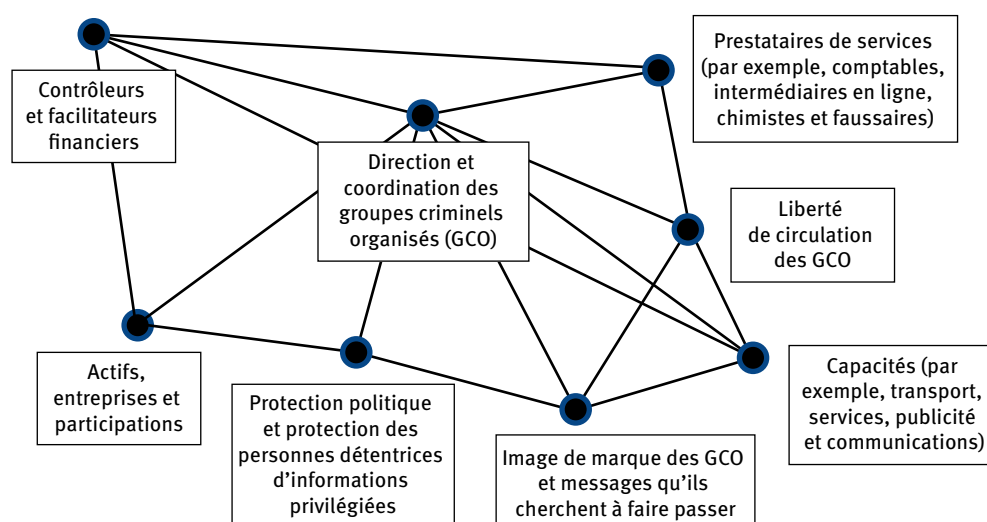 Contrôleurs
et facilitateurs
financiers
Prestataires de services
(par exemple, comptables,
intermédiaires en ligne,
chimistes et faussaires)
Direction et
coordination des
groupes criminels
organisés (GCO)
Liberté
de circulation
des GCO
Actifs,
entreprises et
participations
Protection politique
et protection des
personnes détentrices
d'informations
privilégiées
Image de marque des GCO
et messages qu'ils
cherchent à faire passer
Capacités (par
exemple, transport,
services, publicité
et communications)